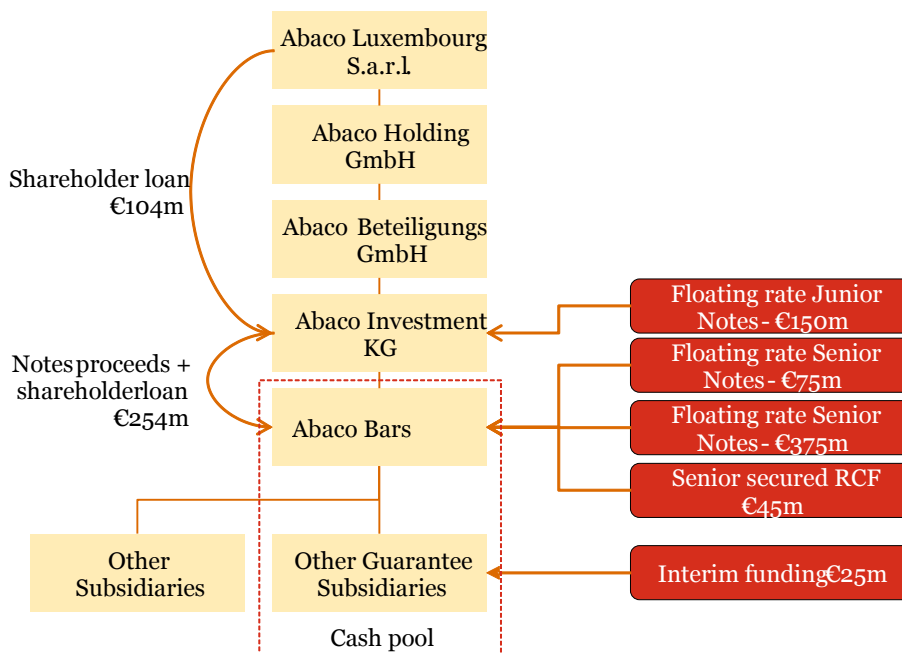 Abaco Luxembourg
S.a.r.l.
Abaco Holding
GmbH
Shareholder loan
€104m
Abaco Beteiligungs
GmbH
Abaco Investment
KG
Floating rate Junior
Notes - €150m
Notes proceeds +
shareholderloan
€254m
Floating rate Senior
Notes - €75m
Abaco Bars
Floating rate Senior
Notes - €375m
Senior secured RCF
€45m
Other
Subsidiaries
Other Guarantee
Subsidiaries
Interim funding€25m
Cash pool